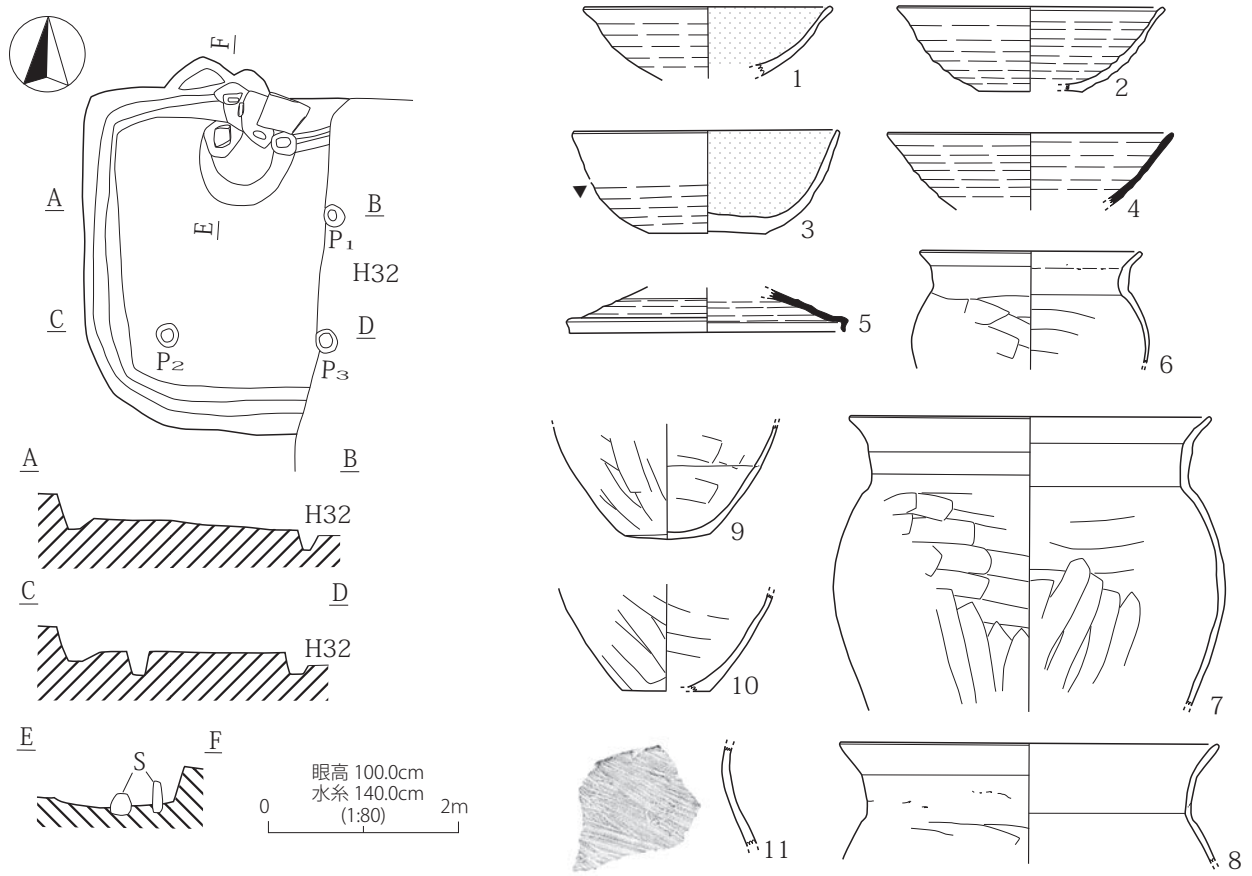 F
A
B
E
P₁
H32
C
D
P₂
P₃
A
B
H32
C
D
H32
E
F
S
眼高 100.0cm
水糸 140.0cm
(1:80)
0
2m
1
2
3
4
5
6
7
8
9
10
11